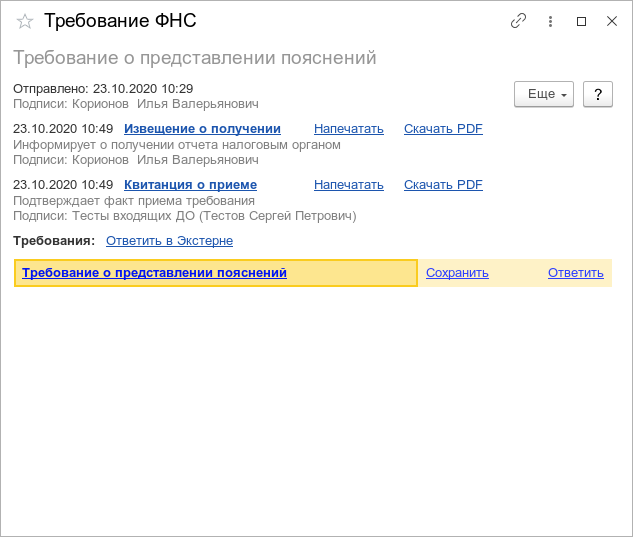 Требование ФНС
Требование о представлении пояснений
Отправлено: 23.10.2020 10:29
Еще
?
Подписи: Корионов Илья Валерьянович
23.10.2020 10:49 Извещение о получении Напечатать Скачать PDF
Информирует о получении отчета налоговым органом
Подписи: Корионов Илья Валерьянович
23.10.2020 10:49 Квитанция о приеме Напечатать Скачать PDF
Подтверждает факт приема требования
Подписи: Тесты входящих ДО (Тестов Сергей Петрович)
Требования: Ответить в Экстерне
Требование о представлении пояснений Сохранить Ответить